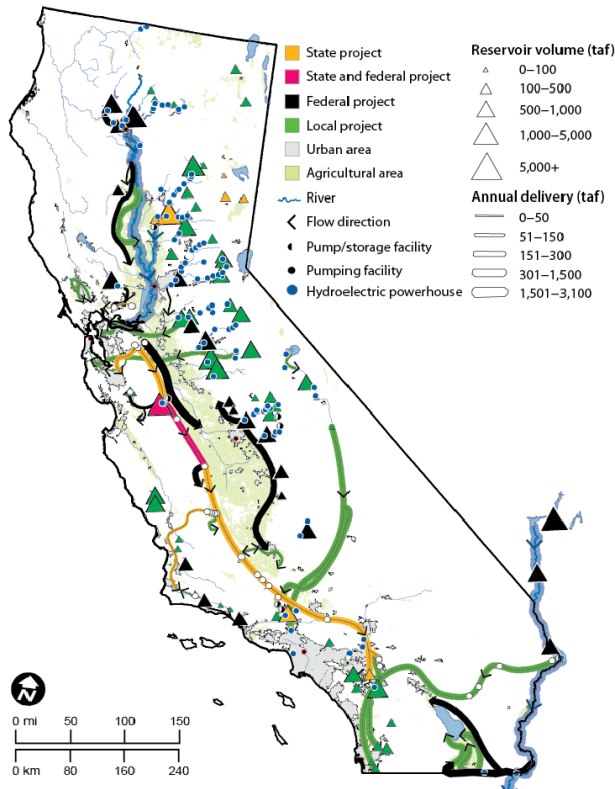 State project
State and federal project
Federal project
Local project
Urban area
Agricultural area
River
Flow direction
Pump/storage facility
Pumping facility
Hydroelectric powerhouse
Reservoir volume (taf)
0–100
100–500
500–1,000
1,000–5,000
5,000+
Annual delivery (taf)
0–50
51–150
151–300
301–1,500
1,501–3,100
N
0 mi 50 100 150
0 km 80 160 240